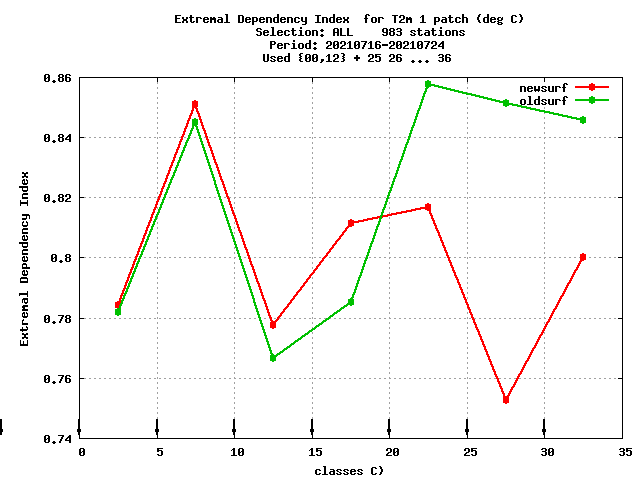 Extremal Dependency Index  for T2m 1 patch (deg C)
Selection: ALL    983 stations
Period: 20210716-20210724
Used {00,12} + 25 26 ... 36
newsurf
oldsurf
Extremal Dependency Index
0.86
0.84
0.82
0.8
0.78
0.76
0.74
0 5 10 15 20 25 30 35
classes C)